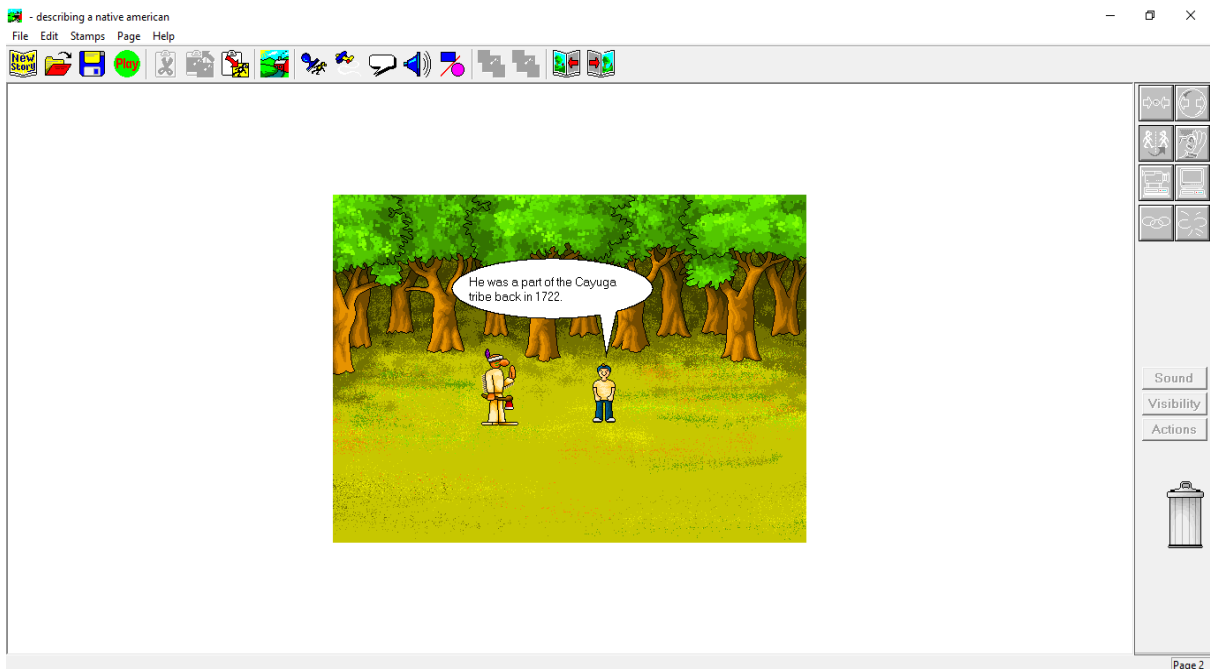 - describing a native american
File Edit Stamps Page Help
New Story
Play
He was a part of the Cayuga
tribe back in 1722.
Sound
Visibility
Actions
Page 2